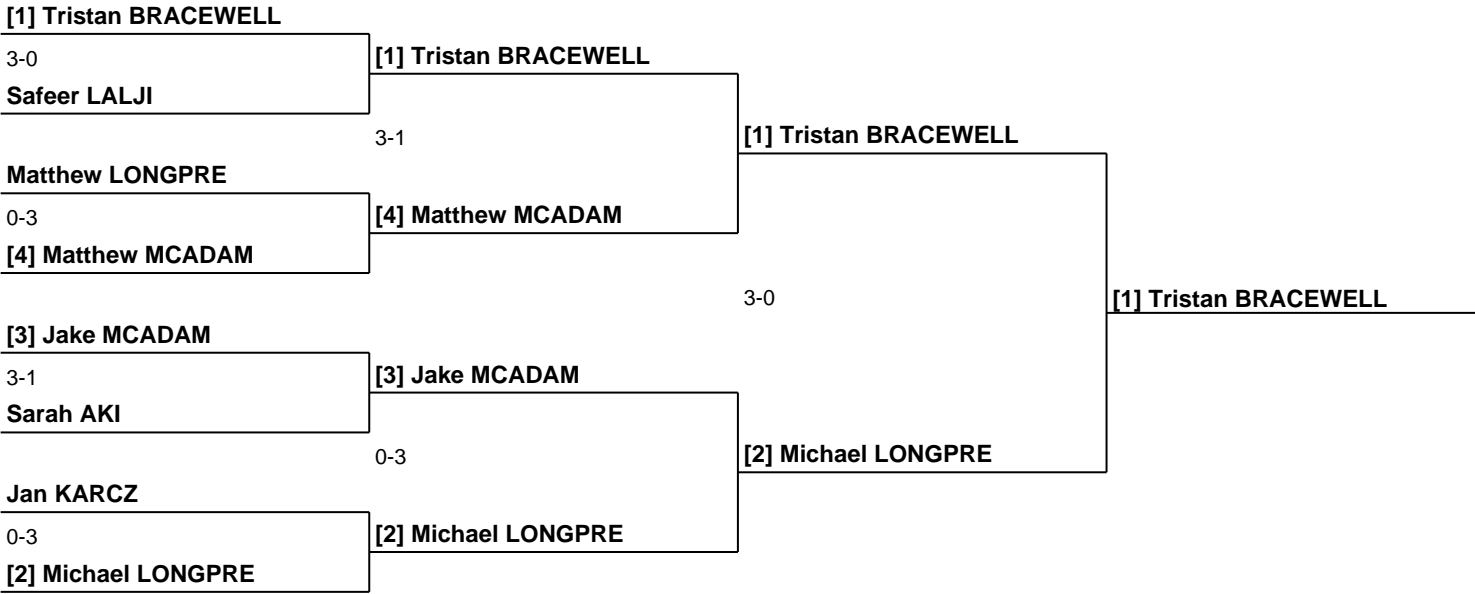 [1] Tristan BRACEWELL
3-0
Safeer LALJI
Matthew LONGPRE
0-3
[4] Matthew MCADAM
[3] Jake MCADAM
3-1
Sarah AKI
Jan KARCZ
0-3
[2] Michael LONGPRE
[1] Tristan BRACEWELL
3-1
[4] Matthew MCADAM
[3] Jake MCADAM
0-3
[2] Michael LONGPRE
[1] Tristan BRACEWELL
3-0
[2] Michael LONGPRE
[1] Tristan BRACEWELL